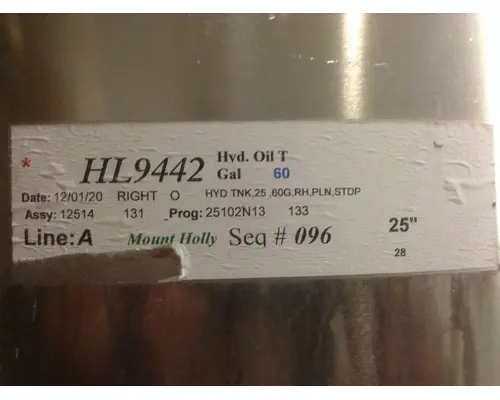 * HL9442 Hyd. Oil T
Gal 60
Date: 12/01/20 RIGHT O HYD TNK,25 ,60G,RH,PLN,STDP
Assy: 12514 131 _Prog: 25102N13 133
Line: A Mount Holly Seq # 096 25"
28